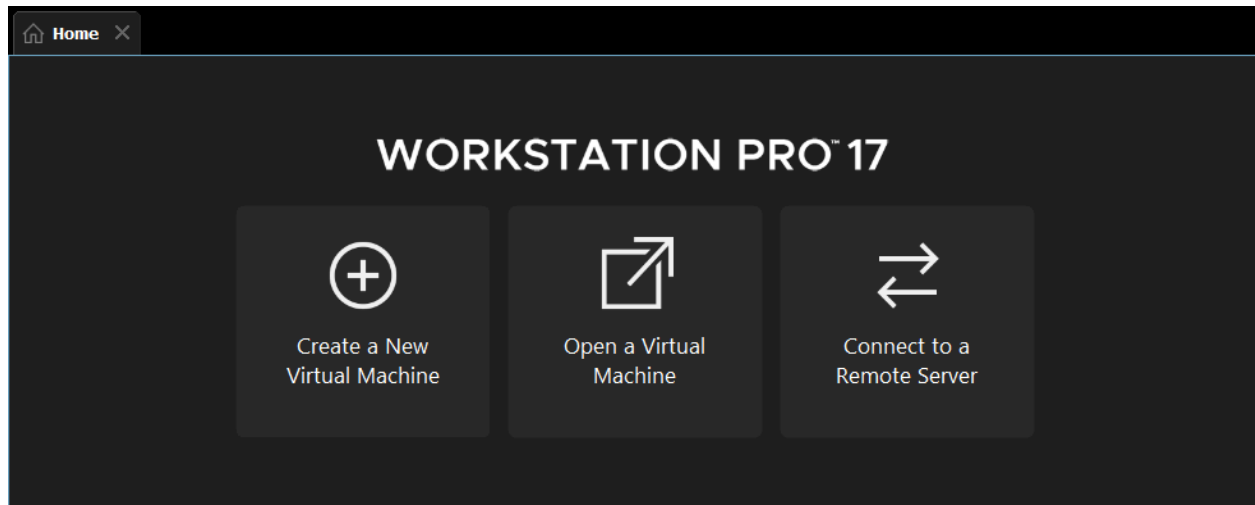 Home
WORKSTATION PRO™ 17
Create a New
Virtual Machine
Open a Virtual
Machine
Connect to a
Remote Server